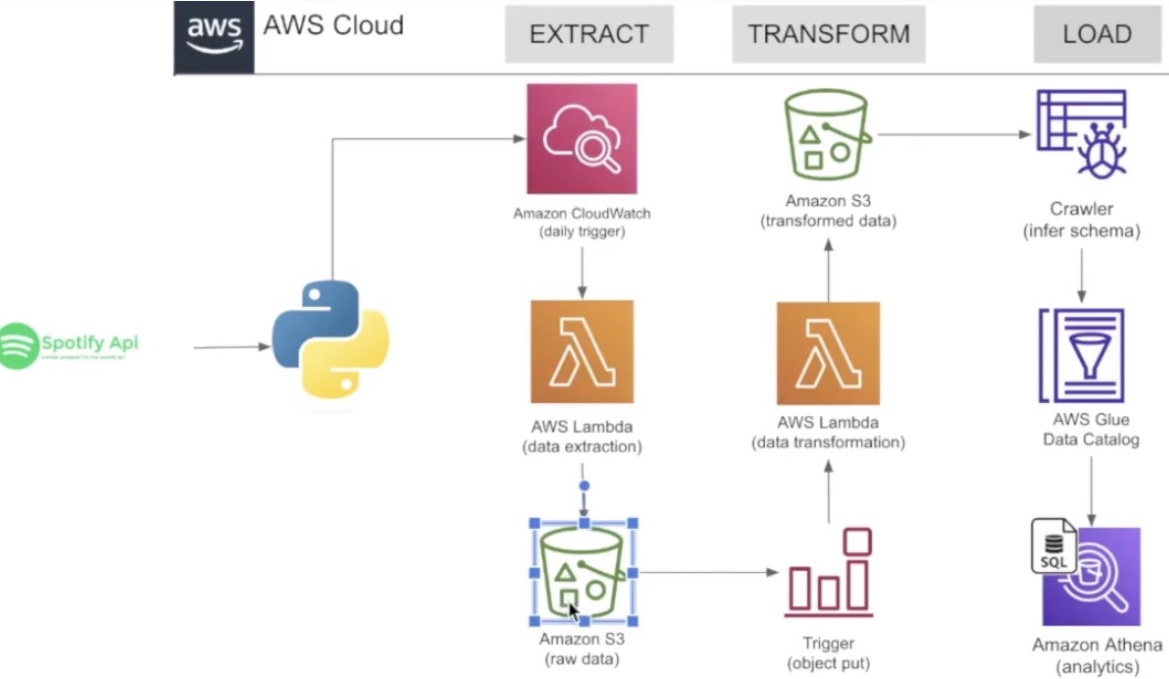 aws
AWS Cloud
EXTRACT
TRANSFORM
LOAD
Amazon CloudWatch
(daily trigger)
Amazon S3
(transformed data)
Crawler
(infer schema)
Spotify Api
AWS Lambda
(data extraction)
AWS Lambda
(data transformation)
AWS Glue
Data Catalog
SQL
Amazon S3
(raw data)
Trigger
(object put)
Amazon Athena
(analytics)